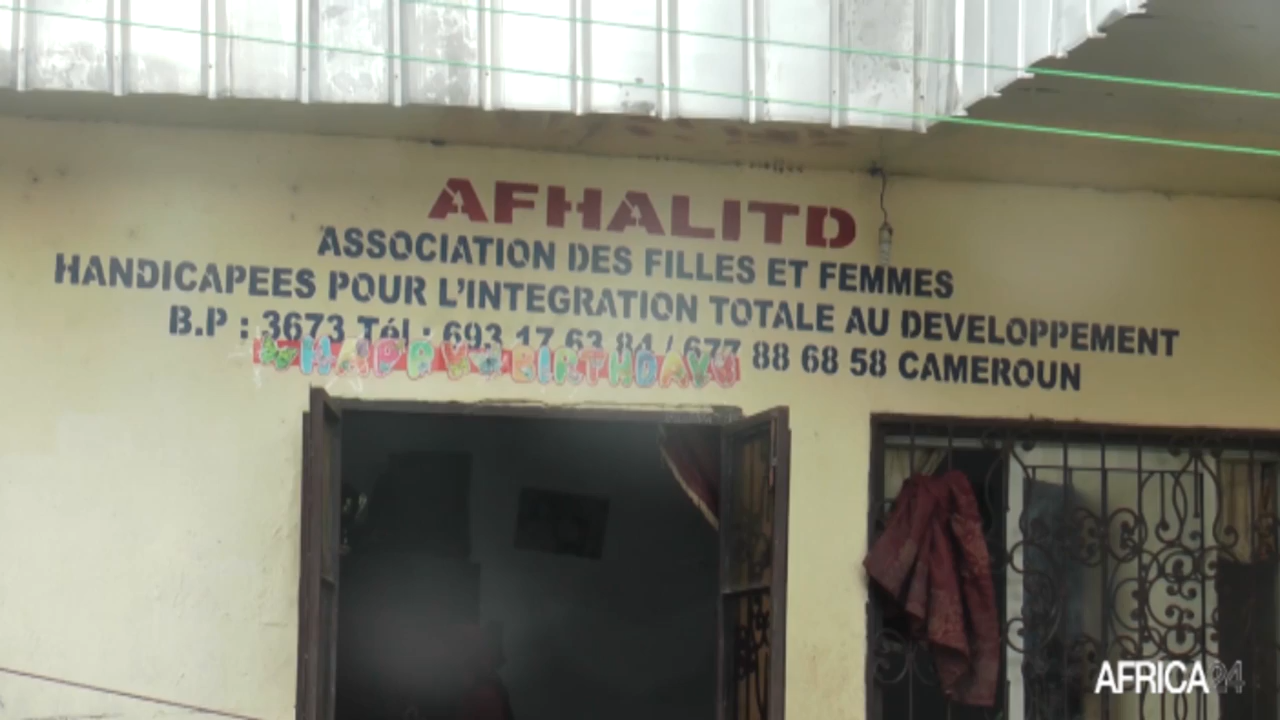 AFHALITD
ASSOCIATION DES FILLES ET FEMMES
HANDICAPEES POUR L'INTEGRATION TOTALE AU DEVELOPPEMENT
B.P : 3673 Tél : 693 17 63 84 / 677 88 68 58 CAMEROUN
HAPPY BIRTHDAY
AFRICA24